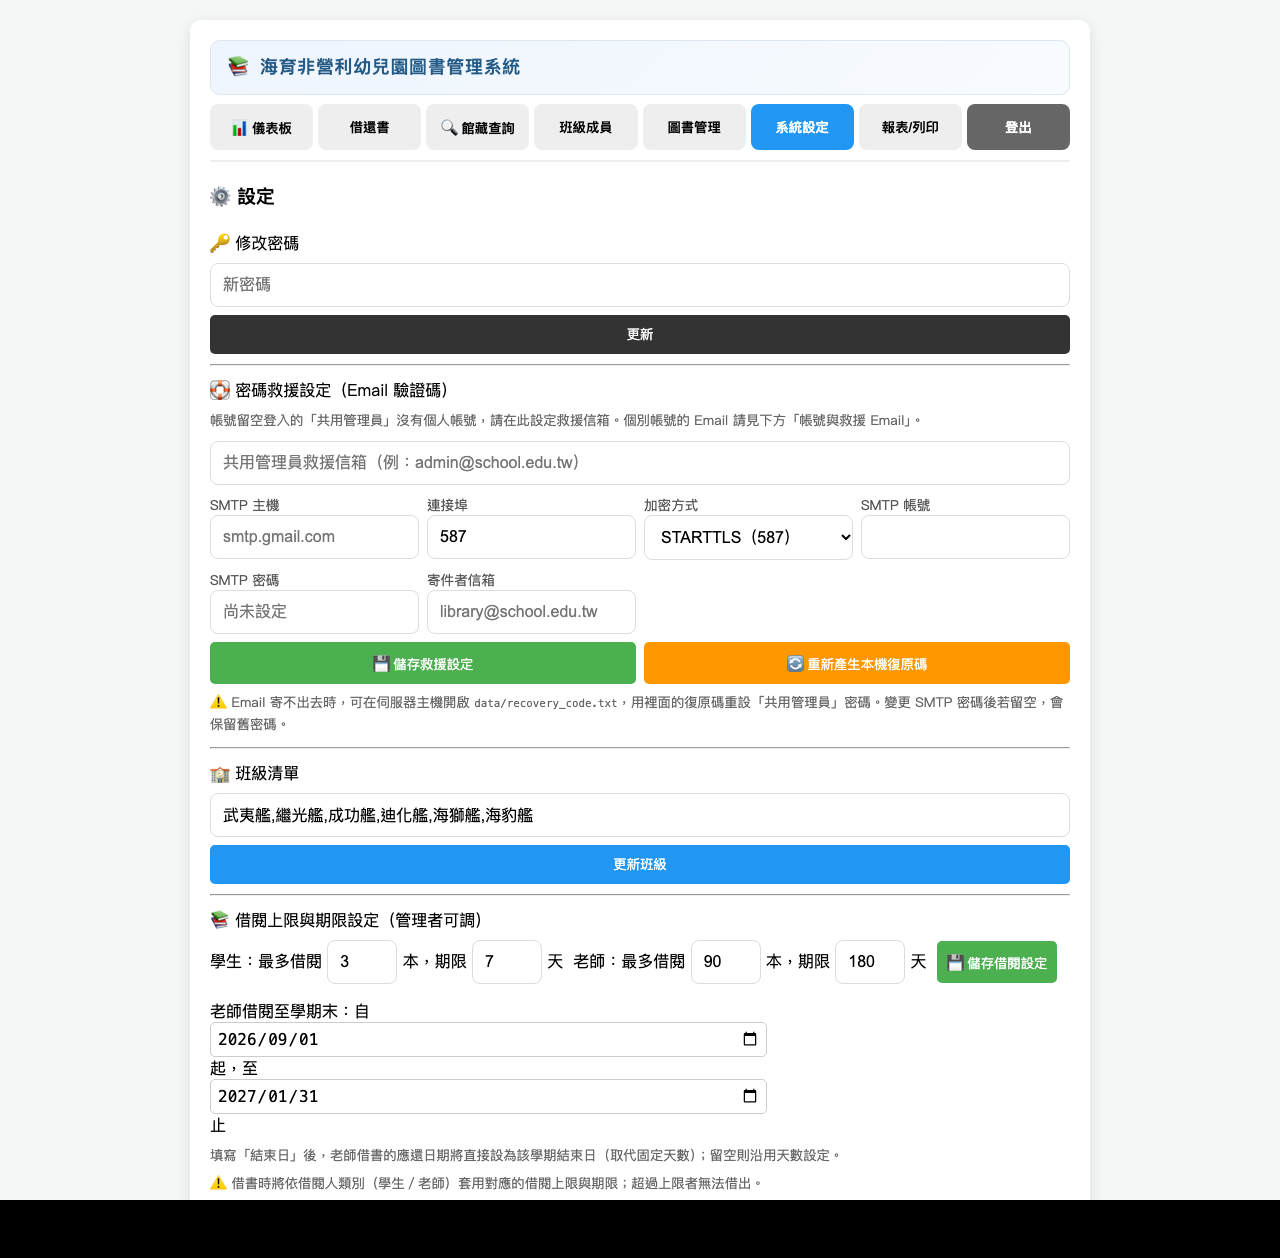 海育非營利幼兒園圖書管理系統
儀表板 借還書 館藏查詢 班級成員 圖書管理 系統設定 報表/列印 登出
設定
修改密碼
新密碼
更新
密碼救援設定（Email 驗證碼）
帳號留空登入的「共用管理員」沒有個人帳號，請在此設定救援信箱。個別帳號的 Email 請見下方「帳號與救援 Email」。
共用管理員救援信箱（例：admin@school.edu.tw）
SMTP 主機 連接埠 加密方式 SMTP 帳號
smtp.gmail.com 587 STARTTLS（587）
SMTP 密碼 寄件者信箱
尚未設定 library@school.edu.tw
儲存救援設定 重新產生本機復原碼
Email 寄不出去時，可在伺服器主機開啟 data/recovery_code.txt，用裡面的復原碼重設「共用管理員」密碼。變更 SMTP 密碼後若留空，會
保留舊密碼。
班級清單
武夷艦,繼光艦,成功艦,迪化艦,海獅艦,海豹艦
更新班級
借閱上限與期限設定（管理者可調）
學生：最多借閱 3 本，期限 7 天 老師：最多借閱 90 本，期限 180 天 儲存借閱設定
老師借閱至學期末：自
2026/09/01
起，至
2027/01/31
止
填寫「結束日」後，老師借書的應還日期將直接設為該學期結束日（取代固定天數）；留空則沿用天數設定。
借書時將依借閱人類別（學生 / 老師）套用對應的借閱上限與期限；超過上限者無法借出。